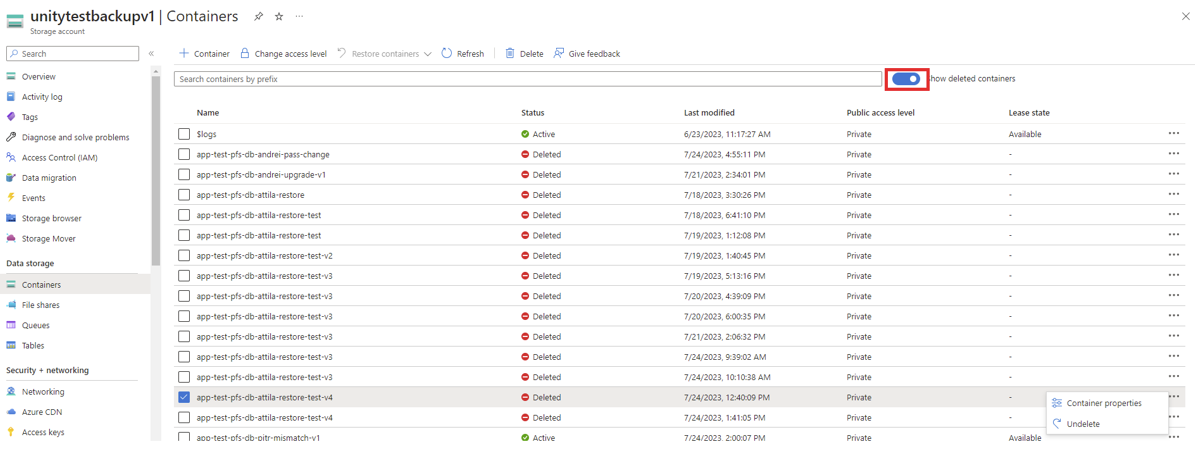 unitytestbackupv1 | Containers
Storage account
Search
Overview
Activity log
Tags
Diagnose and solve problems
Access Control (IAM)
Data migration
Events
Storage browser
Storage Mover
Data storage
Containers
File shares
Queues
Tables
Security + networking
Networking
Azure CDN
Access keys
Container Change access level Restore containers Refresh Delete Give feedback
Search containers by prefix how deleted containers
Name Status Last modified Public access level Lease state
$logs Active 6/23/2023, 11:17:27 AM Private Available
app-test-pfs-db-andrei-pass-change Deleted 7/24/2023, 4:55:11 PM Private -
app-test-pfs-db-andrei-upgrade-v1 Deleted 7/21/2023, 2:34:01 PM Private -
app-test-pfs-db-attila-restore Deleted 7/18/2023, 3:30:26 PM Private -
app-test-pfs-db-attila-restore-test Deleted 7/18/2023, 6:41:10 PM Private -
app-test-pfs-db-attila-restore-test Deleted 7/19/2023, 1:12:08 PM Private -
app-test-pfs-db-attila-restore-test-v2 Deleted 7/19/2023, 1:40:45 PM Private -
app-test-pfs-db-attila-restore-test-v3 Deleted 7/19/2023, 5:13:16 PM Private -
app-test-pfs-db-attila-restore-test-v3 Deleted 7/20/2023, 4:39:09 PM Private -
app-test-pfs-db-attila-restore-test-v3 Deleted 7/20/2023, 6:00:35 PM Private -
app-test-pfs-db-attila-restore-test-v3 Deleted 7/21/2023, 2:06:32 PM Private -
app-test-pfs-db-attila-restore-test-v3 Deleted 7/24/2023, 9:39:02 AM Private -
app-test-pfs-db-attila-restore-test-v3 Deleted 7/24/2023, 10:10:38 AM Private -
app-test-pfs-db-attila-restore-test-v4 Deleted 7/24/2023, 12:40:09 PM Private -
app-test-pfs-db-attila-restore-test-v4 Deleted 7/24/2023, 1:41:05 PM Private -
app-test-pfs-db-pitr-mismatch-v1 Active 7/24/2023, 2:00:07 PM Private Available
Container properties
Undelete